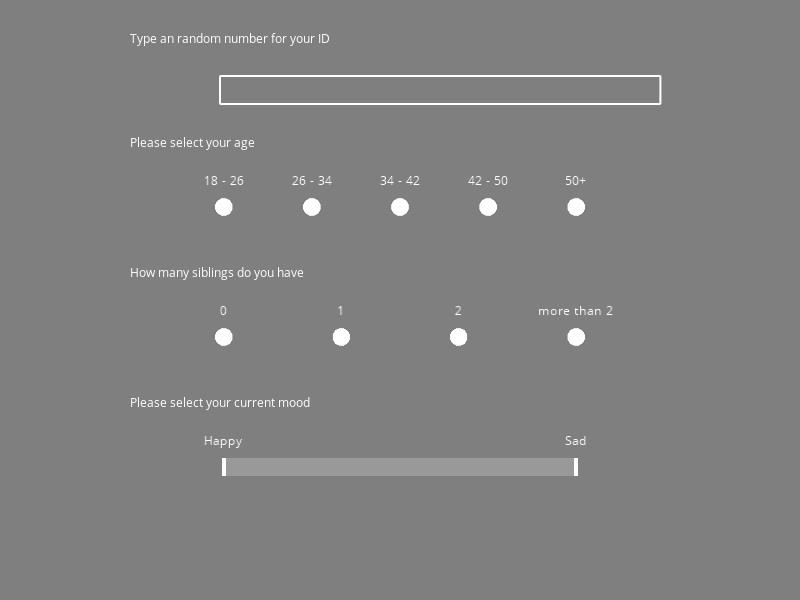 Type an random number for your ID
Please select your age
18 - 26 26 - 34 34 - 42 42 - 50 50+
How many siblings do you have
0 1 2 more than 2
Please select your current mood
Happy Sad